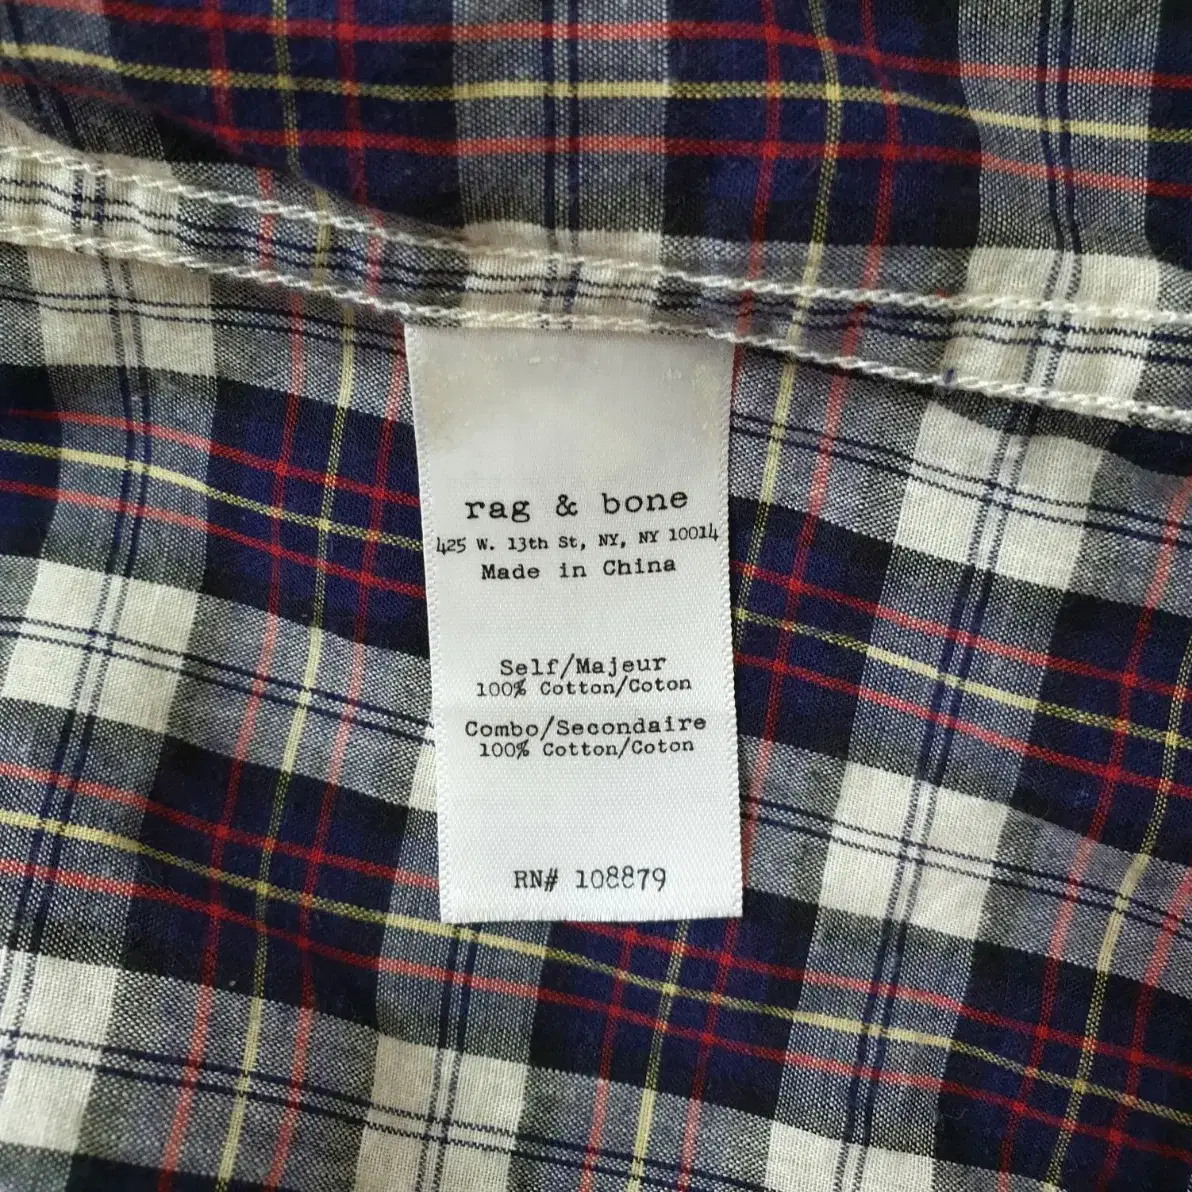 rag & bone
425 W. 13th St, NY, NY 10014
Made in China
Self/Majeur
100% Cotton/Coton
Combo/Secondaire
100% Cotton/Coton
RN# 108879